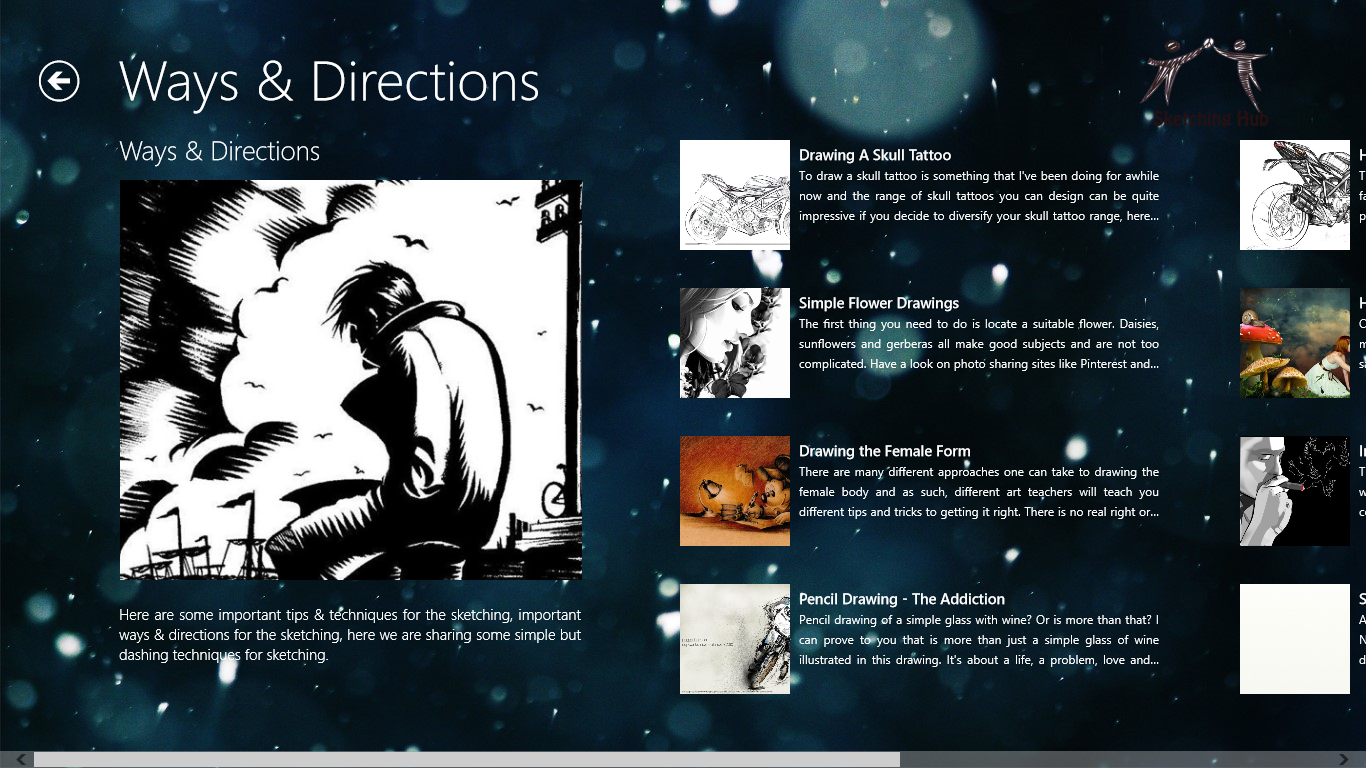 Ways & Directions
Sketching Hub
Ways & Directions
Here are some important tips & techniques for the sketching, important
ways & directions for the sketching, here we are sharing some simple but
dashing techniques for sketching.
Drawing A Skull Tattoo
To draw a skull tattoo is something that I've been doing for awhile
now and the range of skull tattoos you can design can be quite
impressive if you decide to diversify your skull tattoo range, here...
Simple Flower Drawings
The first thing you need to do is locate a suitable flower. Daisies,
sunflowers and gerberas all make good subjects and are not too
complicated. Have a look on photo sharing sites like Pinterest and...
Drawing the Female Form
There are many different approaches one can take to drawing the
female body and as such, different art teachers will teach you
different tips and tricks to getting it right. There is no real right or...
Pencil Drawing - The Addiction
Pencil drawing of a simple glass with wine? Or is more than that? I
can prove to you that is more than just a simple glass of wine
illustrated in this drawing. It's about a life, a problem, love and...